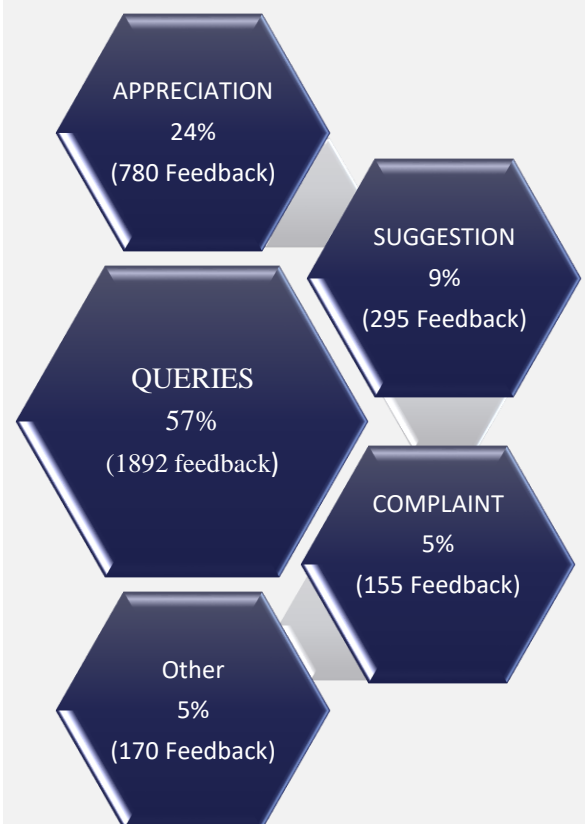 APPRECIATION
24%
(780 Feedback)
SUGGESTION
9%
(295 Feedback)
QUERIES
57%
(1892 feedback)
COMPLAINT
5%
(155 Feedback)
Other
5%
(170 Feedback)